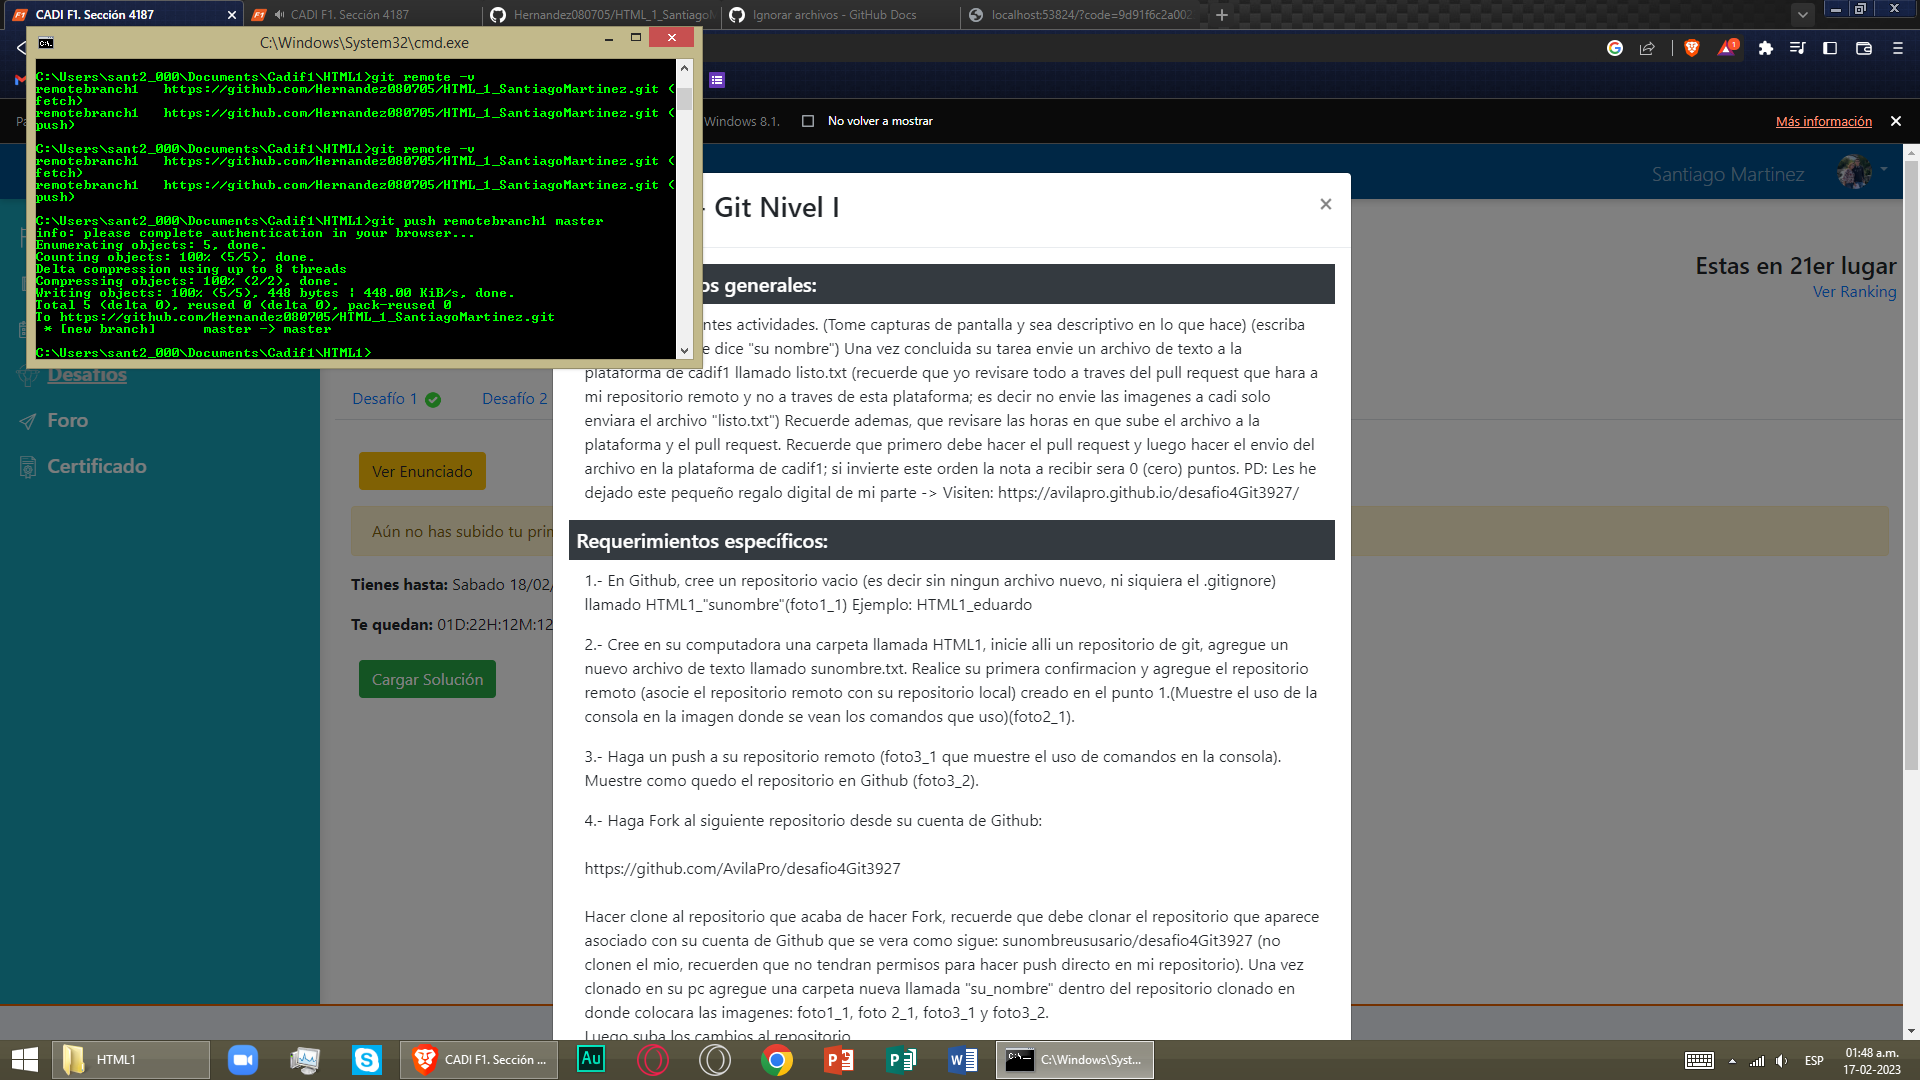 CADI F1. Sección 4187
CADI F1. Sección 4187
Hernandez080705/HTML_1_SantiagoM
Ignorar archivos - GitHub Docs
localhost:53824/?code=9d91f6c2a002
C:\Windows\System32\cmd.exe
C:\Users\sant2_000\Documents\Cadif1\HTML1>git remote -v
remotebranch1 https://github.com/Hernandez080705/HTML_1_SantiagoMartinez.git (
fetch)
remotebranch1 https://github.com/Hernandez080705/HTML_1_SantiagoMartinez.git (
push)
C:\Users\sant2_000\Documents\Cadif1\HTML1>git remote -v
remotebranch1 https://github.com/Hernandez080705/HTML_1_SantiagoMartinez.git (
fetch)
remotebranch1 https://github.com/Hernandez080705/HTML_1_SantiagoMartinez.git (
push)
C:\Users\sant2_000\Documents\Cadif1\HTML1>git push remotebranch1 master
info: please complete authentication in your browser...
Enumerating objects: 5, done.
Counting objects: 100% (5/5), done.
Delta compression using up to 8 threads
Compressing objects: 100% (2/2), done.
Writing objects: 100% (5/5), 448 bytes | 448.00 KiB/s, done.
Total 5 (delta 0), reused 0 (delta 0), pack-reused 0
To https://github.com/Hernandez080705/HTML_1_SantiagoMartinez.git
* [new branch] master -> master
C:\Users\sant2_000\Documents\Cadif1\HTML1>
Windows 8.1.
No volver a mostrar
Más información
Santiago Martinez
- Git Nivel I
Estas en 21er lugar
Ver Ranking
os generales:
ntes actividades. (Tome capturas de pantalla y sea descriptivo en lo que hace) (escriba
e dice "su nombre") Una vez concluida su tarea envie un archivo de texto a la
plataforma de cadif1 llamado listo.txt (recuerde que yo revisare todo a traves del pull request que hara a
mi repositorio remoto y no a traves de esta plataforma; es decir no envie las imagenes a cadi solo
enviara el archivo "listo.txt") Recuerde ademas, que revisare las horas en que sube el archivo a la
plataforma y el pull request. Recuerde que primero debe hacer el pull request y luego hacer el envio del
archivo en la plataforma de cadif1; si invierte este orden la nota a recibir sera 0 (cero) puntos. PD: Les he
dejado este pequeño regalo digital de mi parte -> Visiten: https://avilapro.github.io/desafio4Git3927/
Desafíos
Foro
Certificado
Desafío 1
Desafío 2
Ver Enunciado
Aún no has subido tu prin
Tienes hasta: Sabado 18/02/
Te quedan: 01D:22H:12M:12
Cargar Solución
Requerimientos específicos:
1.- En Github, cree un repositorio vacio (es decir sin ningun archivo nuevo, ni siquiera el .gitignore)
llamado HTML1_"sunombre"(foto1_1) Ejemplo: HTML1_eduardo
2.- Cree en su computadora una carpeta llamada HTML1, inicie alli un repositorio de git, agregue un
nuevo archivo de texto llamado sunombre.txt. Realice su primera confirmacion y agregue el repositorio
remoto (asocie el repositorio remoto con su repositorio local) creado en el punto 1.(Muestre el uso de la
consola en la imagen donde se vean los comandos que uso)(foto2_1).
3.- Haga un push a su repositorio remoto (foto3_1 que muestre el uso de comandos en la consola).
Muestre como quedo el repositorio en Github (foto3_2).
4.- Haga Fork al siguiente repositorio desde su cuenta de Github:
https://github.com/AvilaPro/desafio4Git3927
Hacer clone al repositorio que acaba de hacer Fork, recuerde que debe clonar el repositorio que aparece
asociado con su cuenta de Github que se vera como sigue: sunombreususario/desafio4Git3927 (no
clonen el mio, recuerden que no tendran permisos para hacer push directo en mi repositorio). Una vez
clonado en su pc agregue una carpeta nueva llamada "su_nombre" dentro del repositorio clonado en
donde colocara las imagenes: foto1_1, foto 2_1, foto3_1 y foto3_2.
Luego suba los cambios al repositorio
HTML1
CADI F1. Sección ...
C:\Windows\Syst...
ESP
01:48 a.m.
17-02-2023